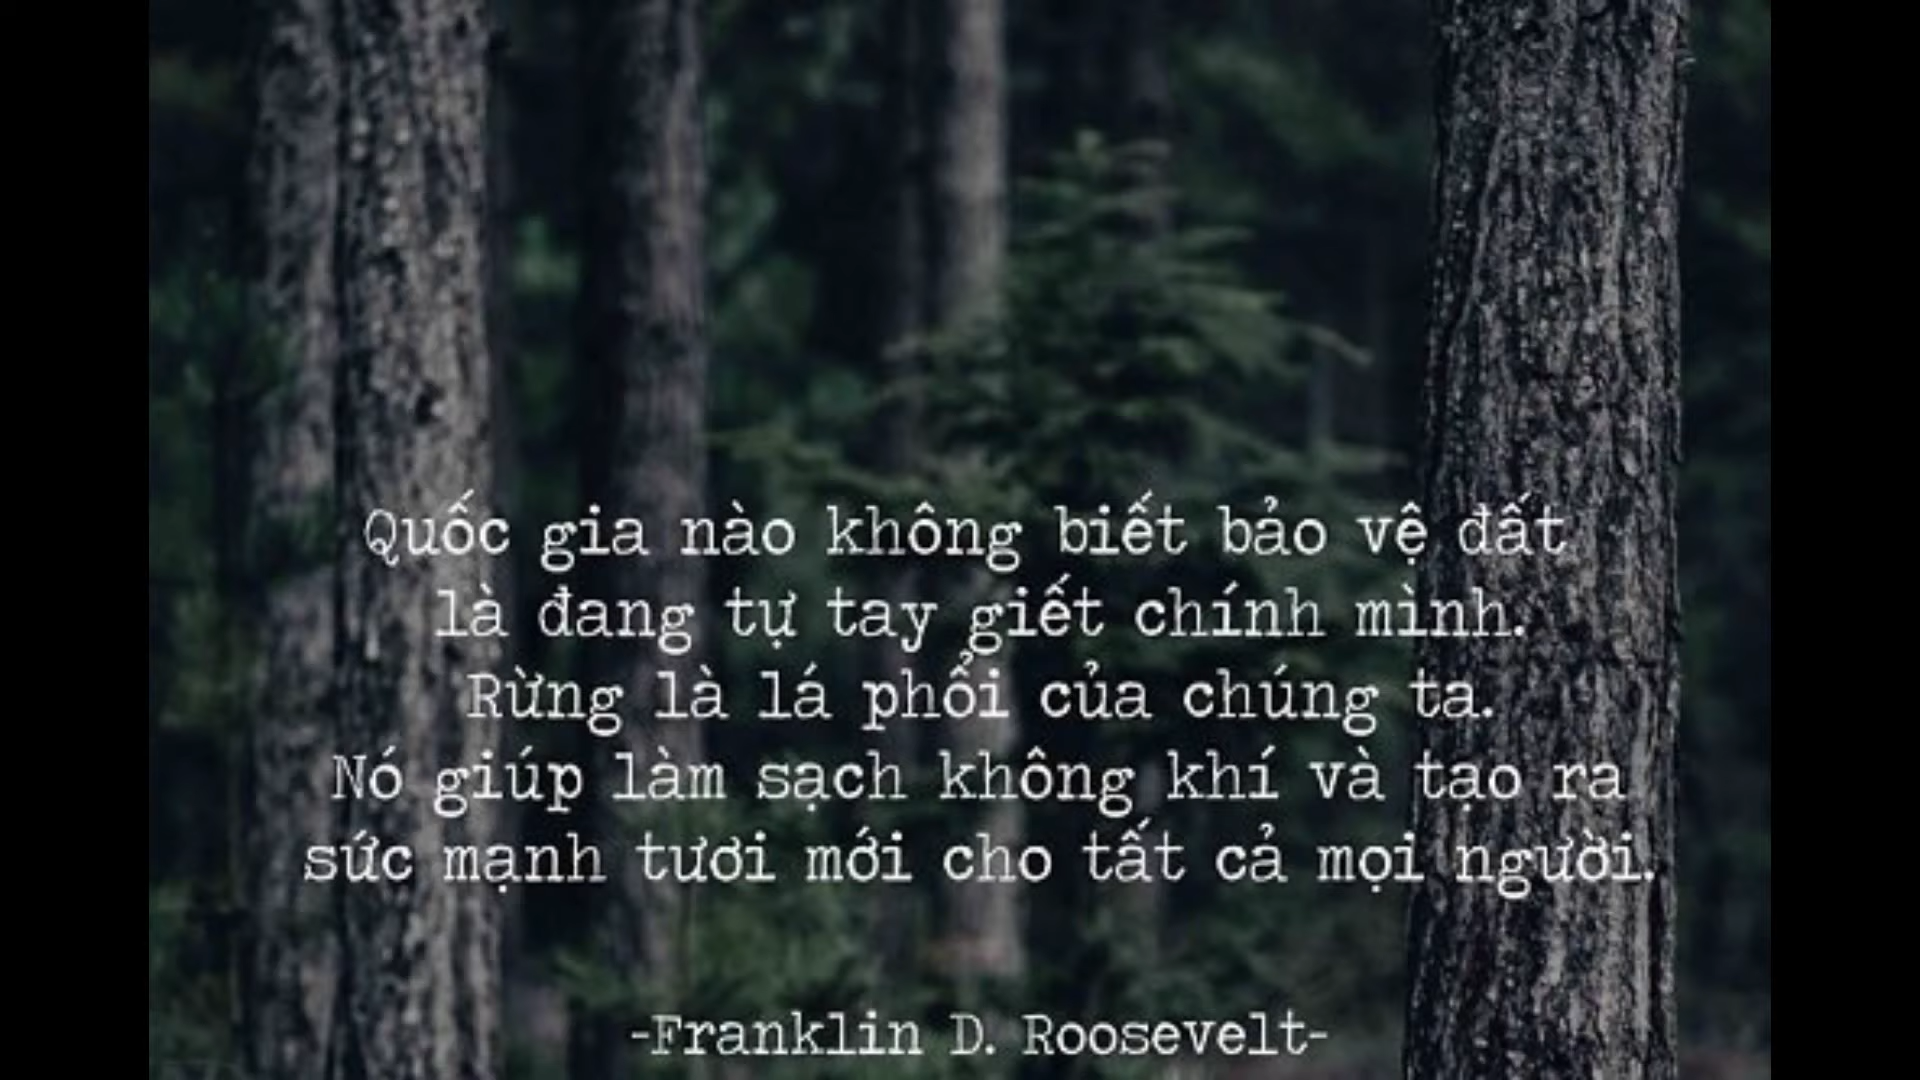 Quốc gia nào không biết bảo vệ đất
là đang tự tay giết chính mình.
Rừng là lá phổi của chúng ta.
Nó giúp làm sạch không khí và tạo ra
sức mạnh tươi mới cho tất cả mọi người.
-Franklin D. Roosevelt-